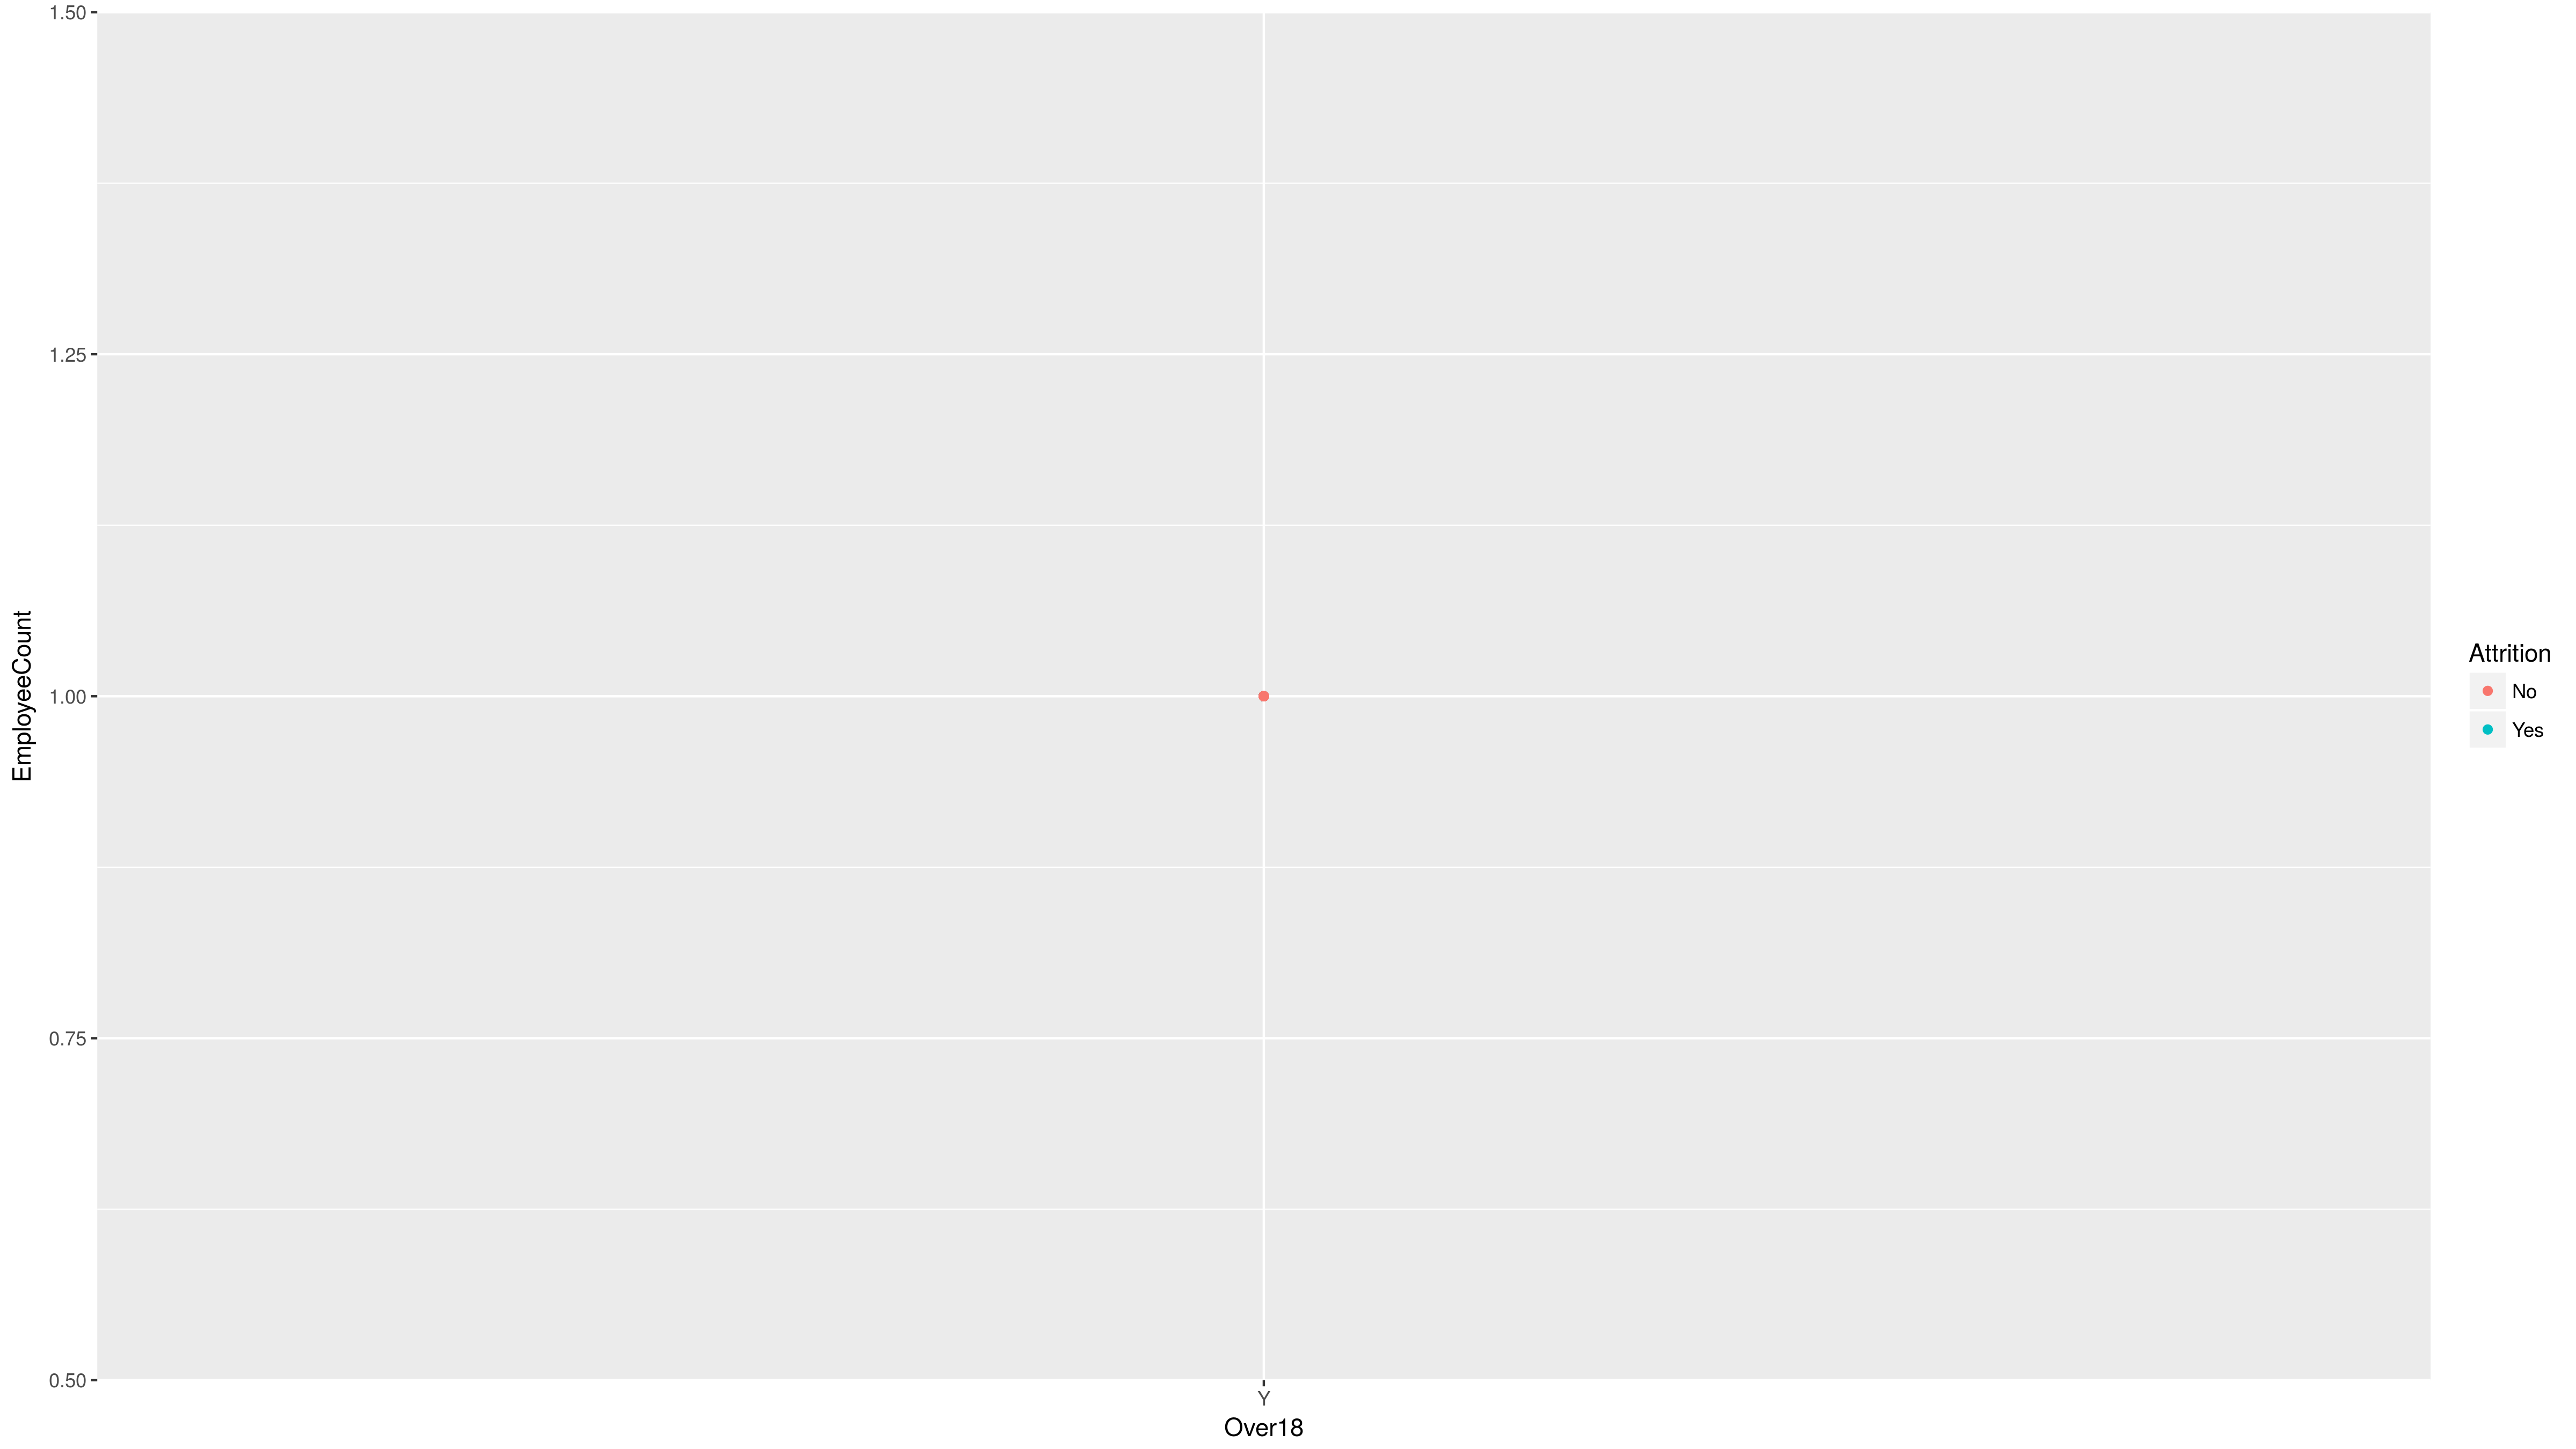 1.50
1.25
1.00
0.75
0.50
EmployeeCount
Y
Over18
Attrition
No
Yes